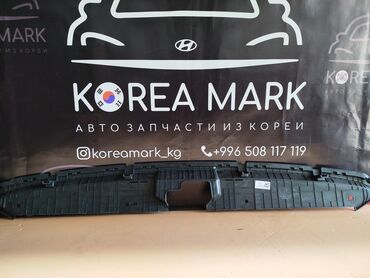 KOREA MARK
АВТО ЗАПЧАСТИ ИЗ КОРЕИ
koreamark_kg +996 508 117 119